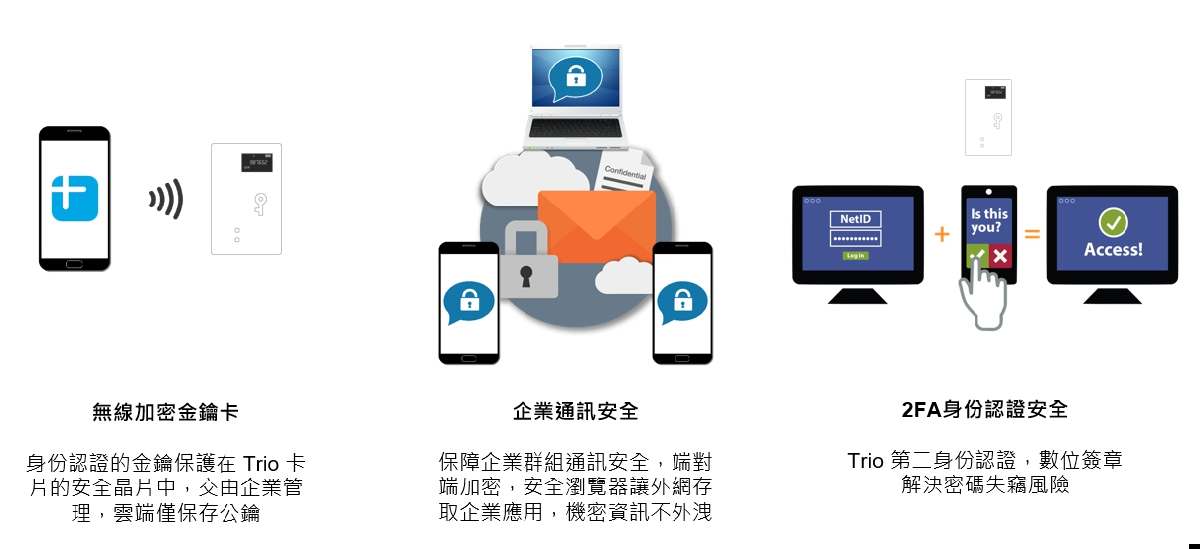 Confidential
987652
NetID
Log in
Is this
you?
Access!
無線加密金鑰卡
身份認證的金鑰保護在 Trio 卡
片的安全晶片中，交由企業管
理，雲端僅保存公鑰
企業通訊安全
保障企業群組通訊安全，端對
端加密，安全瀏覽器讓外網存
取企業應用，機密資訊不外洩
2FA身份認證安全
Trio 第二身份認證，數位簽章
解決密碼失竊風險